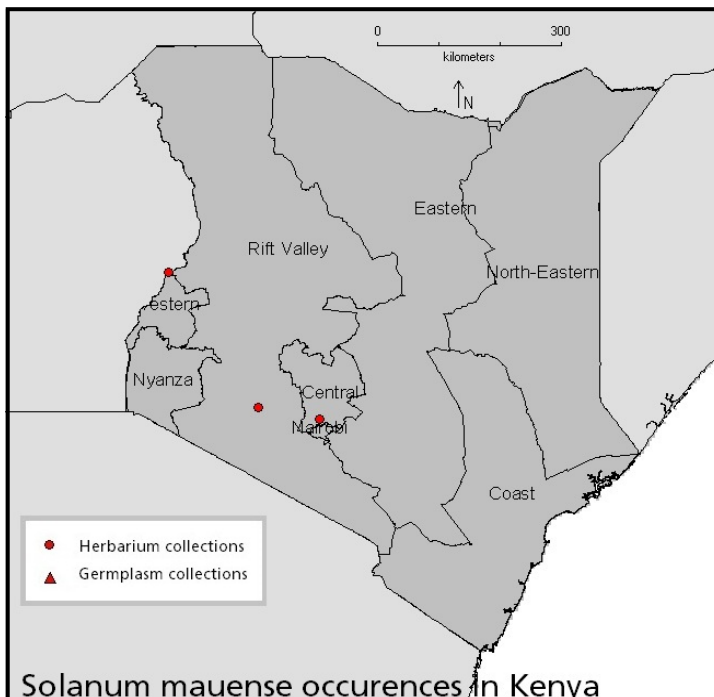 0 300
kilometers
N
Eastern
Rift Valley
North-Eastern
estern
Nyanza
Central
Nairobi
Coast
Herbarium collections
Germplasm collections
Solanum mauense occurences in Kenya